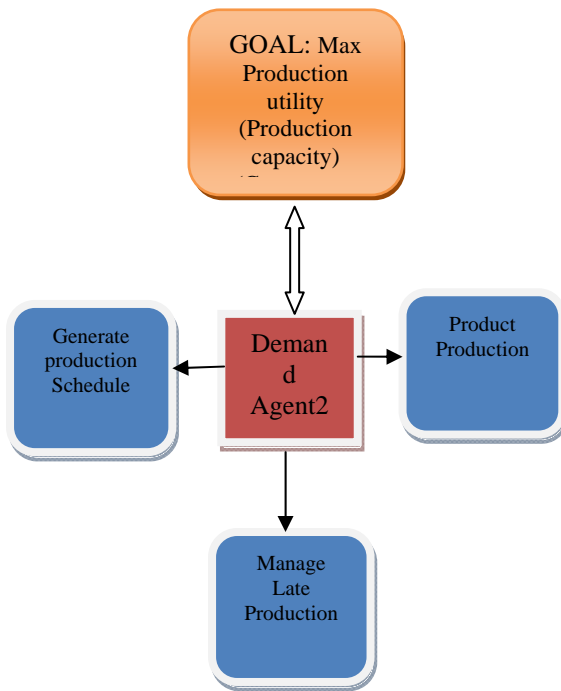 GOAL: Max
Production
utility
(Production
capacity)
Generate
production
Schedule
Deman
d
Agent2
Product
Production
Manage
Late
Production